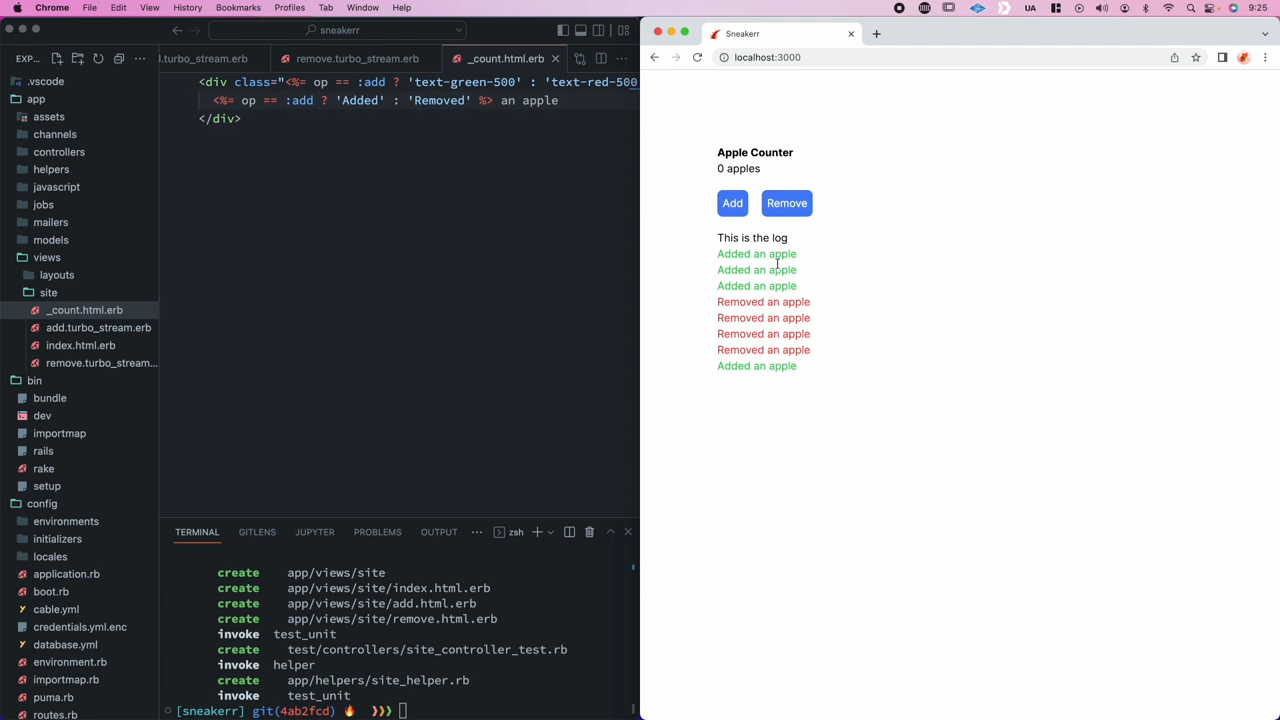 Chrome File Edit View History Bookmarks Profiles Tab Window Help UA 9:25
sneakerr
EXP... l.turbo_stream.erb remove.turbo_stream.erb _count.html.erb
.vscode
app
assets
channels
controllers
helpers
javascript
jobs
mailers
models
views
layouts
site
_count.html.erb
add.turbo_stream.erb
index.html.erb
remove.turbo_stream...
bin
bundle
dev
importmap
rails
rake
setup
config
environments
initializers
locales
application.rb
boot.rb
cable.yml
credentials.yml.enc
database.yml
environment.rb
importmap.rb
puma.rb
routes.rb
<div class="<%= op == :add ? 'text-green-500' : 'text-red-500
<%= op == :add ? 'Added' : 'Removed' %> an apple
</div>
TERMINAL GITLENS JUPYTER PROBLEMS OUTPUT ... zsh
create app/views/site
create app/views/site/index.html.erb
create app/views/site/add.html.erb
create app/views/site/remove.html.erb
invoke test_unit
create test/controllers/site_controller_test.rb
invoke helper
create app/helpers/site_helper.rb
invoke test_unit
[sneakerr] git(4ab2fcd) 🔥 ❯❯❯
Sneakerr
localhost:3000
Apple Counter
0 apples
Add Remove
This is the log
Added an apple
Added an apple
Added an apple
Removed an apple
Removed an apple
Removed an apple
Removed an apple
Added an apple